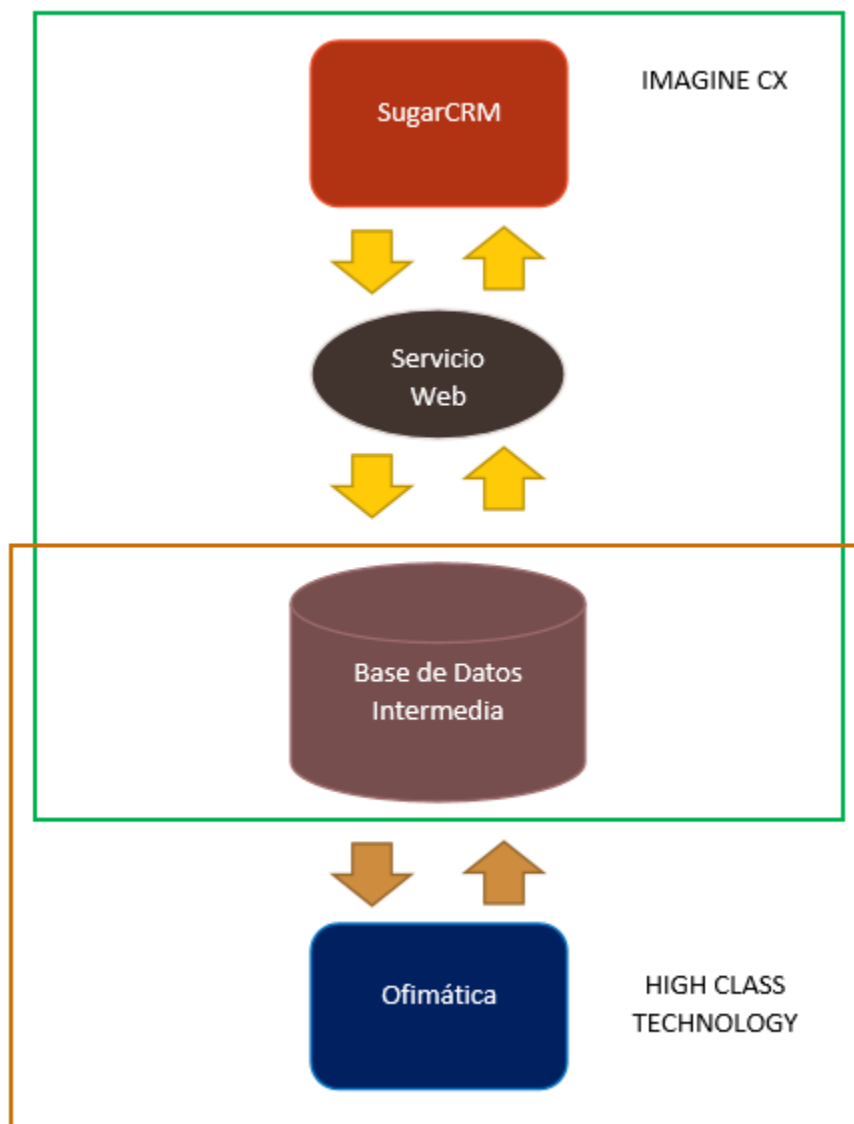 SugarCRM
IMAGINE CX
Servicio
Web
Base de Datos
Intermedia
Ofimática
HIGH CLASS
TECHNOLOGY